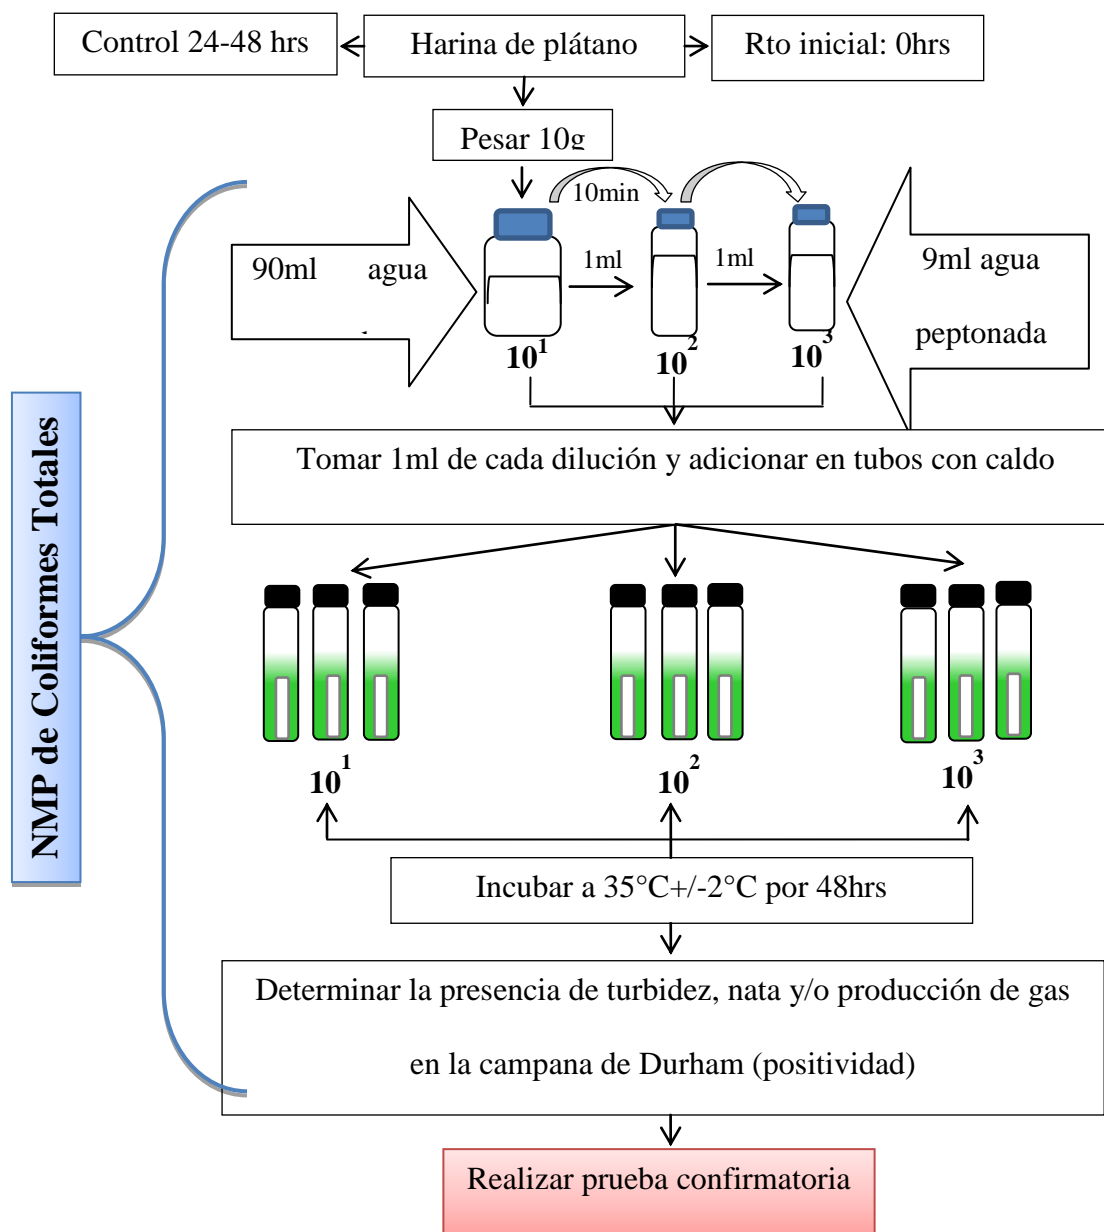 Control 24-48 hrs
Harina de plátano
Rto inicial: 0hrs
Pesar 10g
10min
90ml agua
1ml
1ml
9ml agua
peptonada
10¹
10²
10³
NMP de Coliformes Totales
Tomar 1ml de cada dilución y adicionar en tubos con caldo
10¹
10²
10³
Incubar a 35°C+/-2°C por 48hrs
Determinar la presencia de turbidez, nata y/o producción de gas
en la campana de Durham (positividad)
Realizar prueba confirmatoria